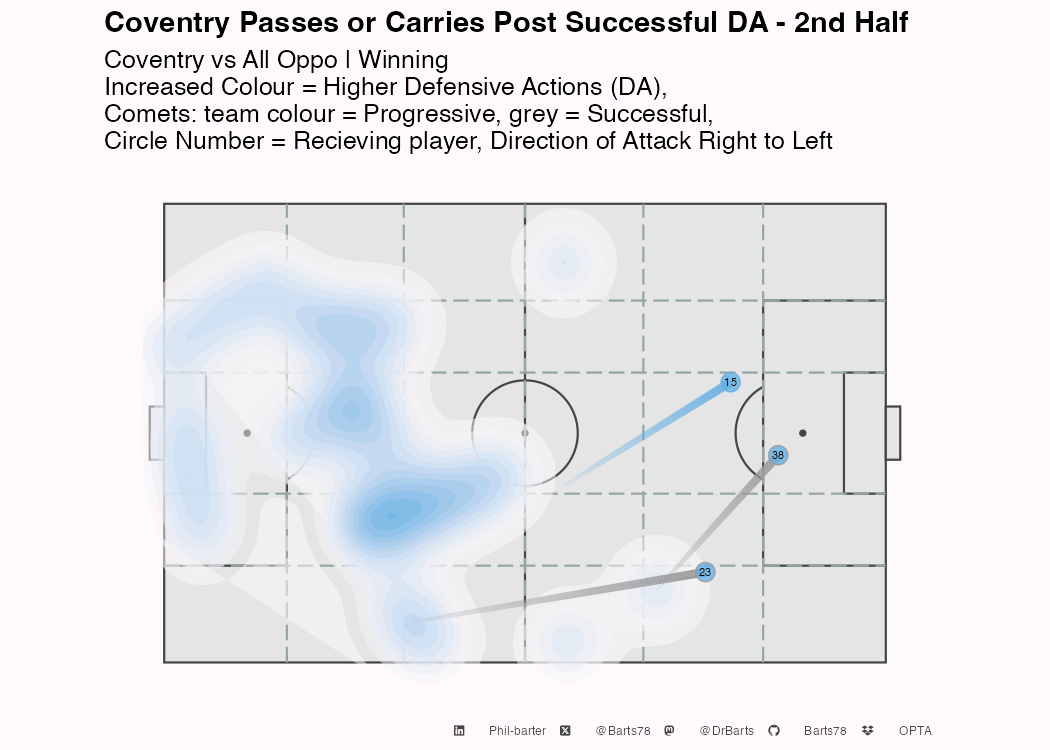 Coventry Passes or Carries Post Successful DA - 2nd Half
Coventry vs All Oppo | Winning
Increased Colour = Higher Defensive Actions (DA),
Comets: team colour = Progressive, grey = Successful,
Circle Number = Recieving player, Direction of Attack Right to Left
15
38
23
Phil-barter @Barts78 @DrBarts Barts78 OPTA